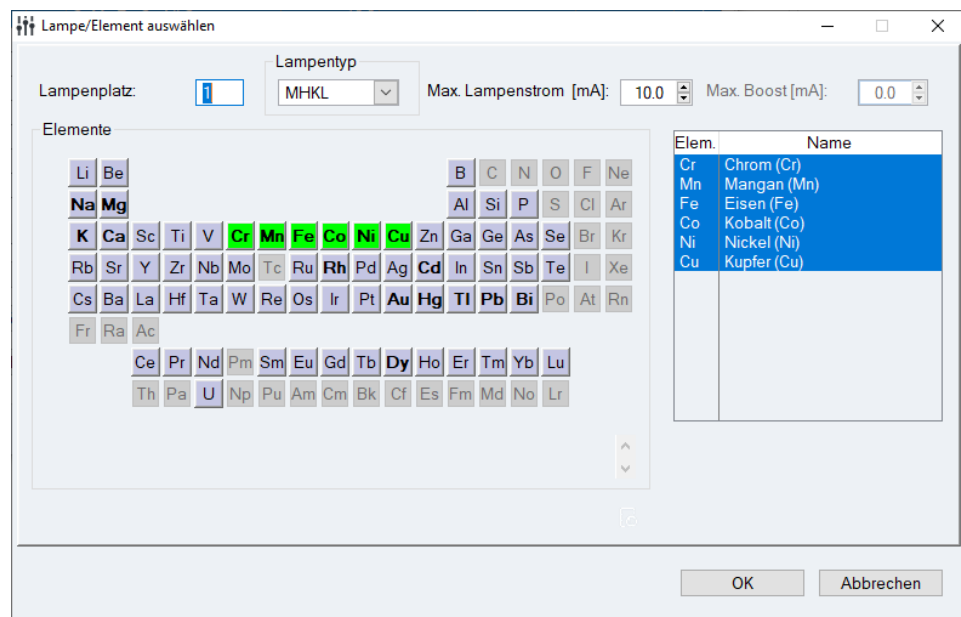 Lampe/Element auswählen
Lampentyp
Lampenplatz: 1 MHKL Max. Lampenstrom [mA]: 10.0 Max. Boost [mA]: 0.0
Elemente
Elem. Name
Cr Chrom (Cr)
Mn Mangan (Mn)
Fe Eisen (Fe)
Co Kobalt (Co)
Ni Nickel (Ni)
Cu Kupfer (Cu)
Li Be B C N O F Ne
Na Mg Al Si P S Cl Ar
K Ca Sc Ti V Cr Mn Fe Co Ni Cu Zn Ga Ge As Se Br Kr
Rb Sr Y Zr Nb Mo Tc Ru Rh Pd Ag Cd In Sn Sb Te I Xe
Cs Ba La Hf Ta W Re Os Ir Pt Au Hg Tl Pb Bi Po At Rn
Fr Ra Ac
Ce Pr Nd Pm Sm Eu Gd Tb Dy Ho Er Tm Yb Lu
Th Pa U Np Pu Am Cm Bk Cf Es Fm Md No Lr
OK Abbrechen